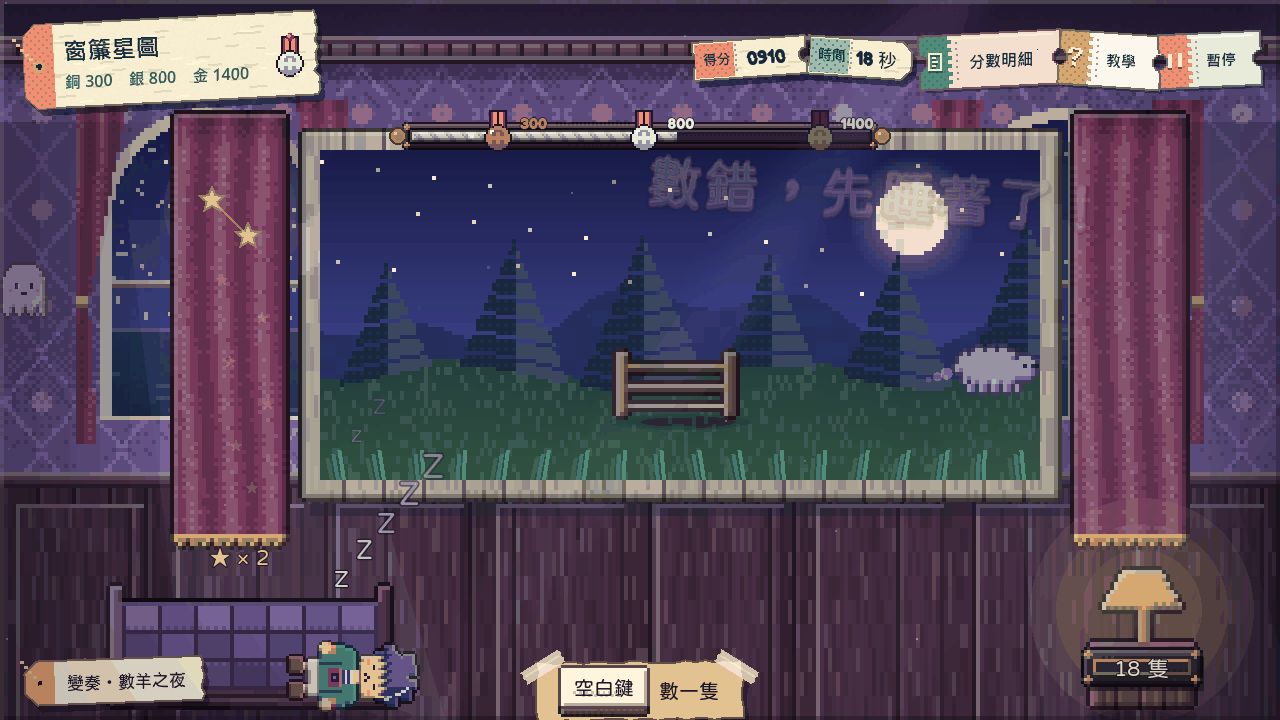 窗簾星圖
銅 300 銀 800 金 1400
得分 0910
時間 18 秒
分數明細
?
教學
暫停
300
800
1400
數錯，先睡著了
Z
Z
Z
Z
Z
Z
Z
★ × 2
變奏・數羊之夜
空白鍵 數一隻
18 隻